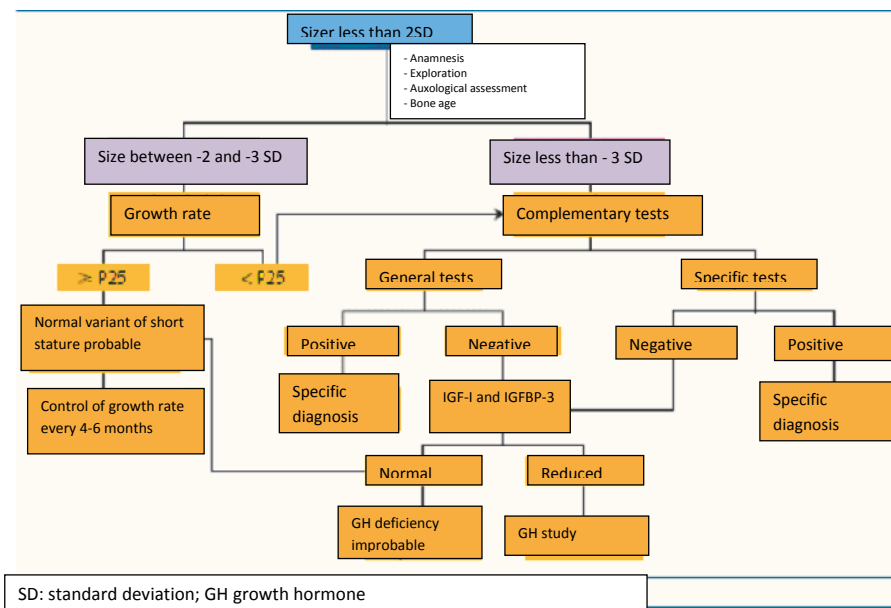 Sizer less than 2SD
- Anamnesis
- Exploration
- Auxological assessment
- Bone age
Size between -2 and -3 SD
Size less than - 3 SD
Growth rate
Complementary tests
≥ P25
< P25
General tests
Specific tests
Normal variant of short
stature probable
Positive
Negative
Negative
Positive
Control of growth rate
every 4-6 months
Specific
diagnosis
IGF-I and IGFBP-3
Specific
diagnosis
Normal
Reduced
GH deficiency
improbable
GH study
SD: standard deviation; GH growth hormone